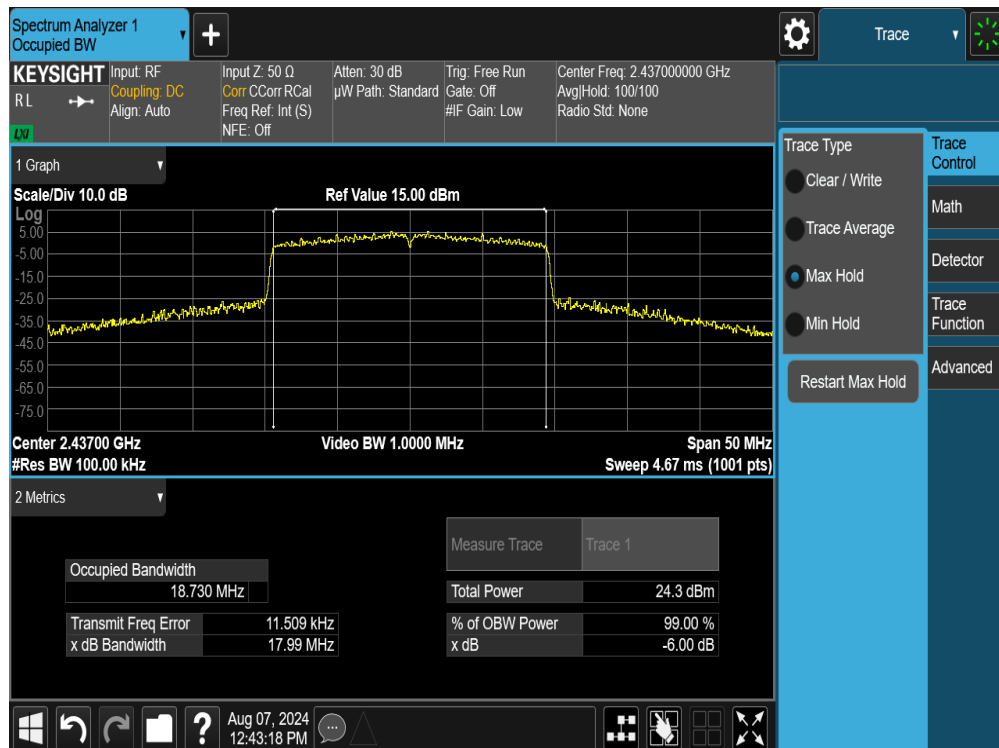 Spectrum Analyzer 1
Occupied BW
+
Trace
KEYSIGHT
R L
LXI
Input: RF
Coupling: DC
Align: Auto
Input Z: 50 Ω
Corr CCorr RCal
Freq Ref: Int (S)
NFE: Off
Atten: 30 dB
µW Path: Standard
Trig: Free Run
Gate: Off
#IF Gain: Low
Center Freq: 2.437000000 GHz
Avg|Hold: 100/100
Radio Std: None
1 Graph
Scale/Div 10.0 dB
Ref Value 15.00 dBm
Log
5.00
-5.00
-15.0
-25.0
-35.0
-45.0
-55.0
-65.0
-75.0
Center 2.43700 GHz
Video BW 1.0000 MHz
Span 50 MHz
#Res BW 100.00 kHz
Sweep 4.67 ms (1001 pts)
2 Metrics
Measure Trace
Trace 1
Occupied Bandwidth
18.730 MHz
Total Power
24.3 dBm
Transmit Freq Error
11.509 kHz
% of OBW Power
99.00 %
x dB Bandwidth
17.99 MHz
x dB
-6.00 dB
Trace Type
Clear / Write
Trace Average
Max Hold
Min Hold
Restart Max Hold
Trace
Control
Math
Detector
Trace
Function
Advanced
?
Aug 07, 2024
12:43:18 PM